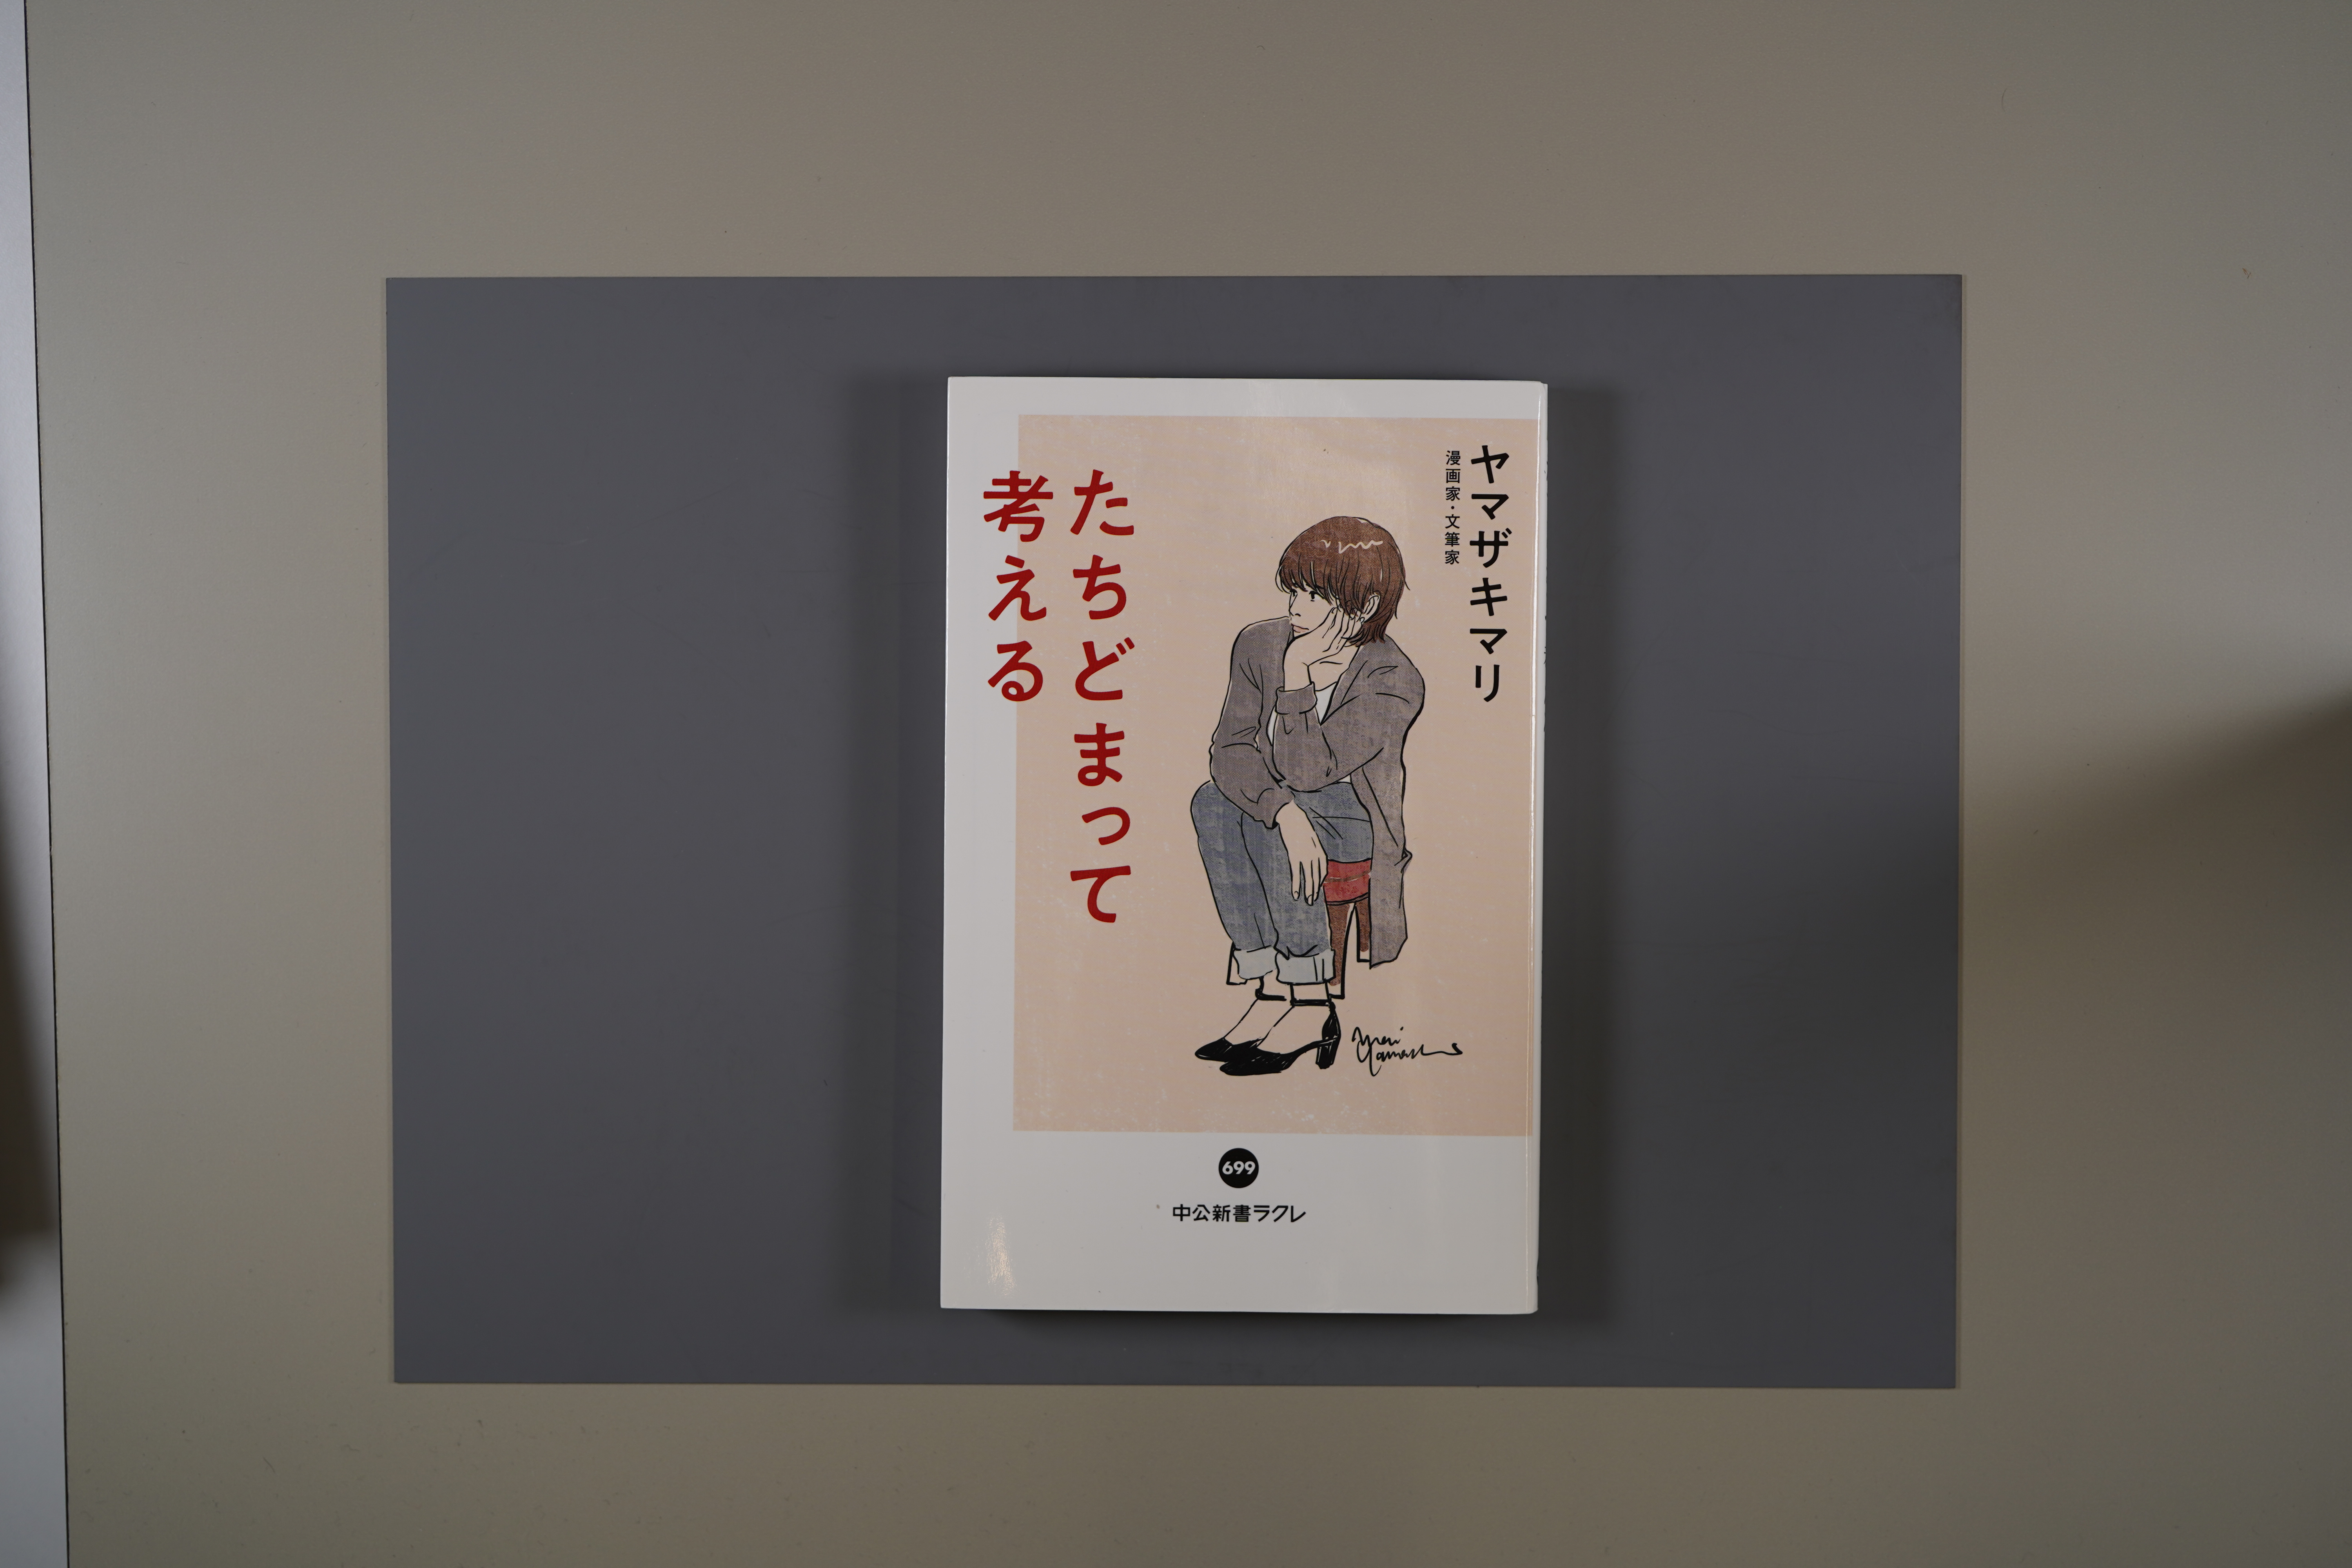 ヤマザキマリ
漫画家・文筆家
たちどまって
考える
699
中公新書ラクレ